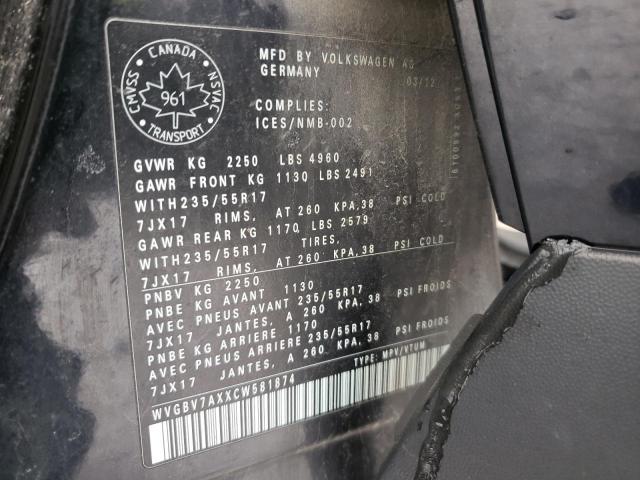 CANADA
CMVSS
NSVAC
961
TRANSPORT
MFD BY VOLKSWAGEN AG
GERMANY
03/12
COMPLIES:
ICES/NMB-002
GVWR KG 2250 LBS 4960
GAWR FRONT KG 1130 LBS 2491
WITH235/55R17
7JX17 RIMS, AT 260 KPA,38 PSI COLD
GAWR REAR KG 1170 LBS 2579
WITH235/55R17 TIRES,
7JX17 RIMS, AT 260 KPA,38 PSI COLD
PNBV KG 2250
PNBE KG AVANT 1130
AVEC PNEUS AVANT 235/55R17
7JX17 JANTES, A 260 KPA, 38 PSI FROIDS
PNBE KG ARRIERE 1170
AVEC PNEUS ARRIERE 235/55R17
7JX17 JANTES, A 260 KPA, 38 PSI FROIDS
WVGBV7AXXCW581874
TYPE: MPV/VTUM